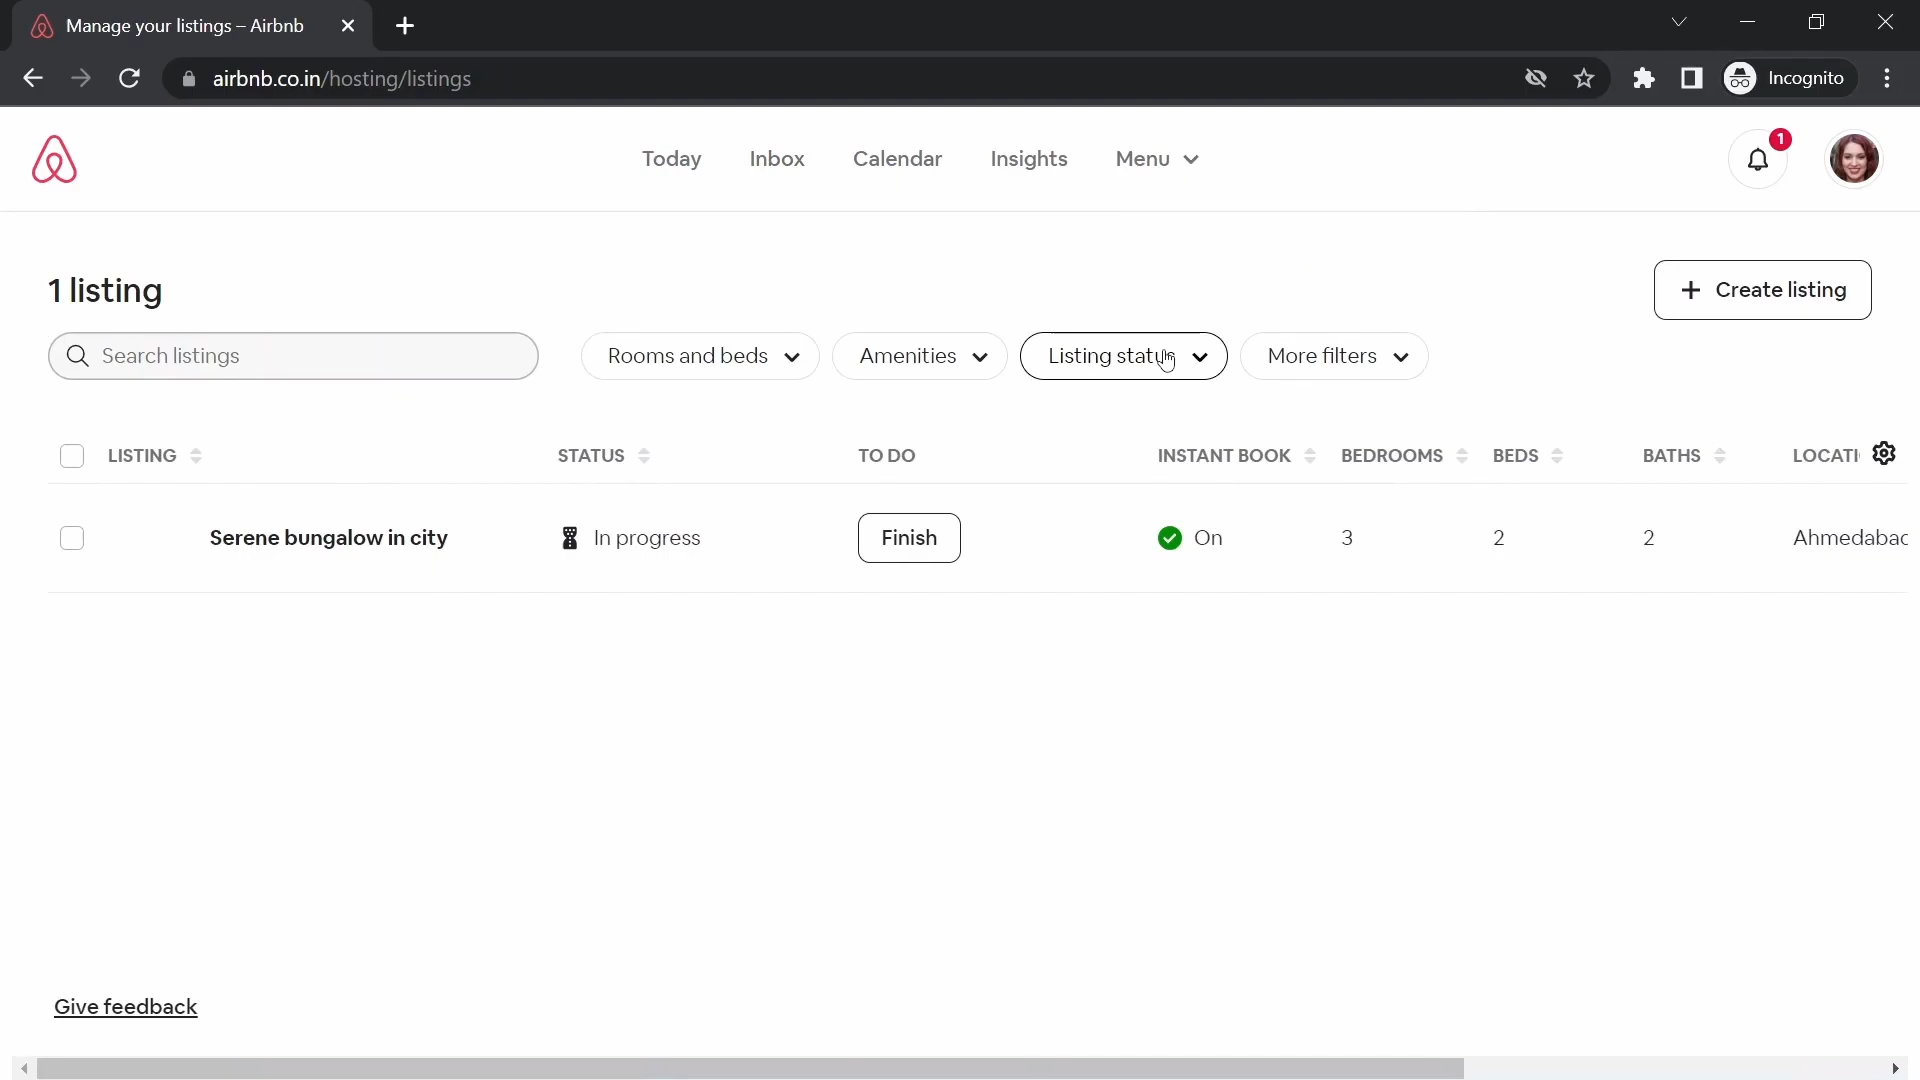 Manage your listings – Airbnb
airbnb.co.in/hosting/listings
Incognito
Today Inbox Calendar Insights Menu
1
1 listing
+ Create listing
Search listings
Rooms and beds Amenities Listing status More filters
LISTING STATUS TO DO INSTANT BOOK BEDROOMS BEDS BATHS LOCATI
Serene bungalow in city In progress Finish On 3 2 2 Ahmedabad
Give feedback